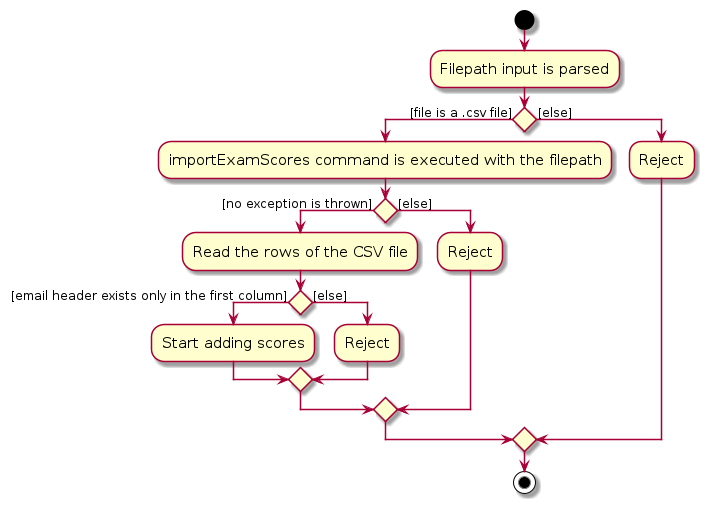 Filepath input is parsed
[file is a .csv file]
[else]
importExamScores command is executed with the filepath
Reject
[no exception is thrown]
[else]
Read the rows of the CSV file
Reject
[email header exists only in the first column]
[else]
Start adding scores
Reject